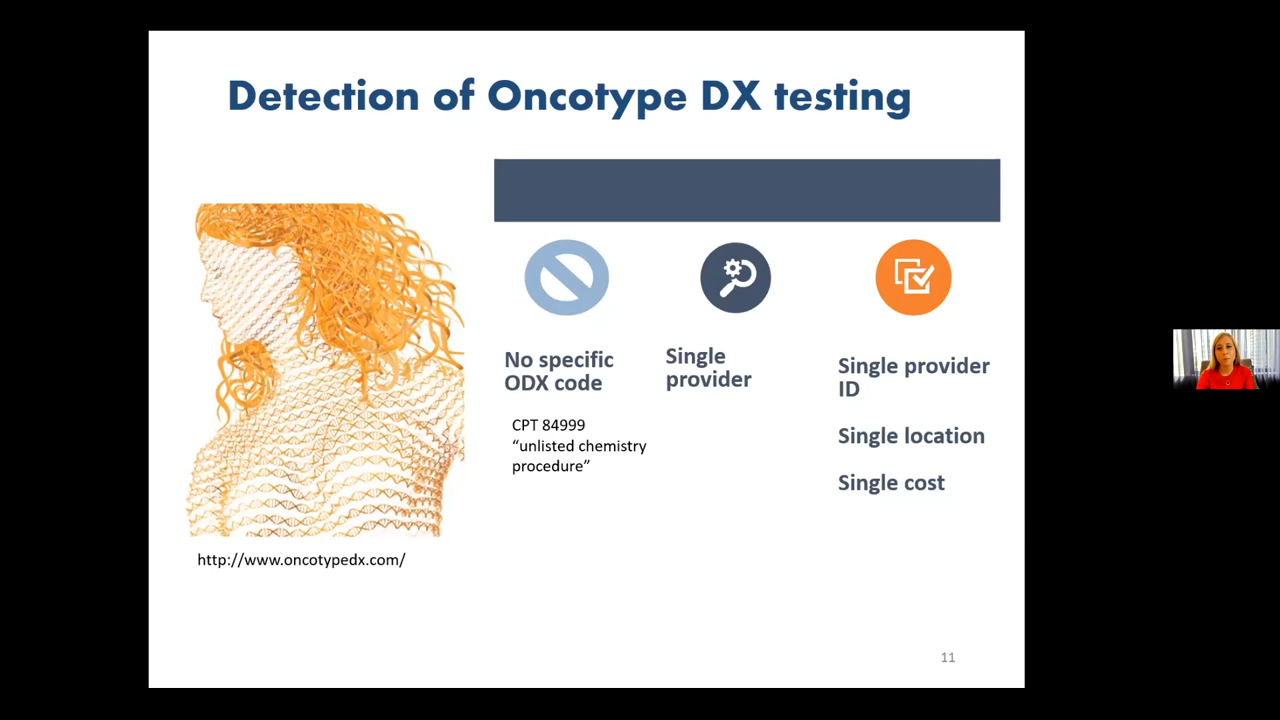 Detection of Oncotype DX testing
No specific
ODX code
CPT 84999
“unlisted chemistry
procedure”
Single
provider
Single provider
ID
Single location
Single cost
http://www.oncotypedx.com/
11